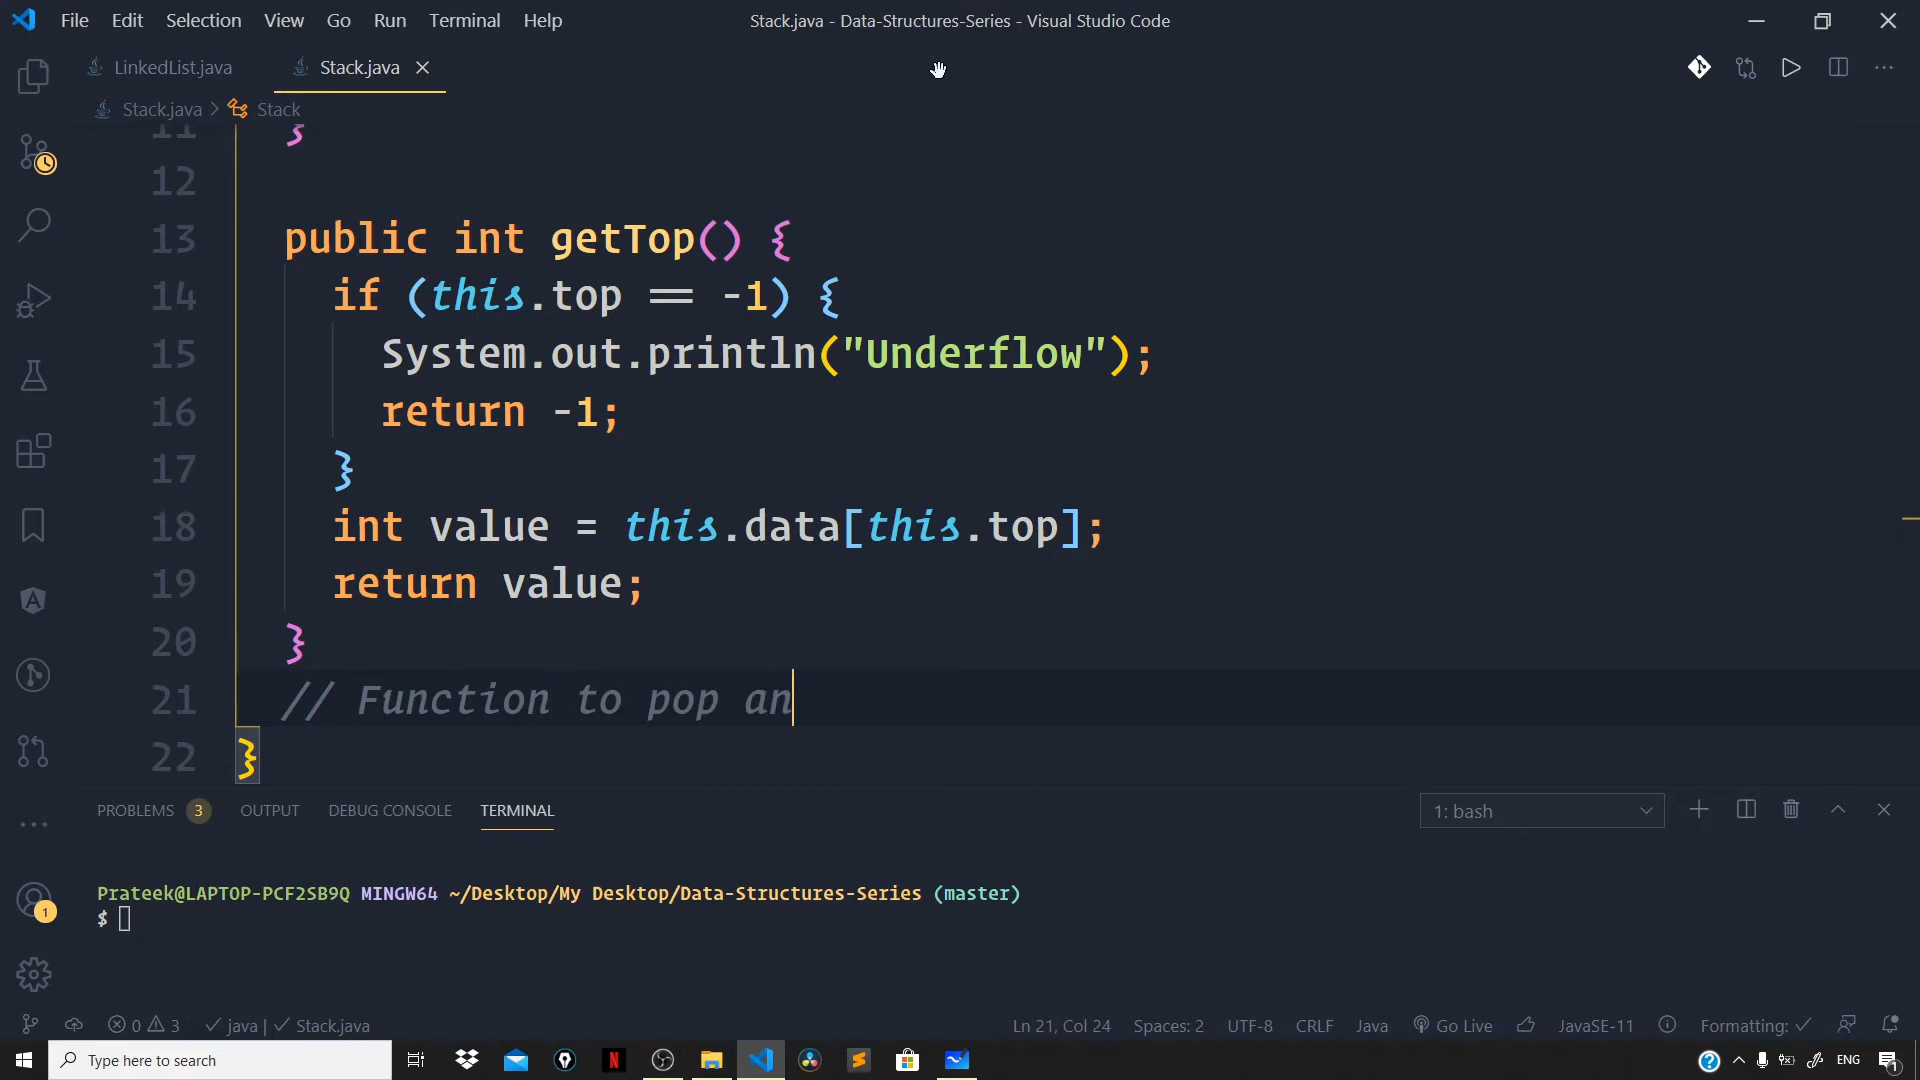 File Edit Selection View Go Run Terminal Help
Stack.java - Data-Structures-Series - Visual Studio Code
LinkedList.java Stack.java
Stack.java > Stack
11 }
12
13 public int getTop() {
14 if (this.top == -1) {
15 System.out.println("Underflow");
16 return -1;
17 }
18 int value = this.data[this.top];
19 return value;
20 }
21 // Function to pop an
22 }
PROBLEMS 3 OUTPUT DEBUG CONSOLE TERMINAL
1: bash
Prateek@LAPTOP-PCF2SB9Q MINGW64 ~/Desktop/My Desktop/Data-Structures-Series (master)
$
1
0 3 java | Stack.java Ln 21, Col 24 Spaces: 2 UTF-8 CRLF Java Go Live JavaSE-11 Formatting:
Type here to search
ENG
1